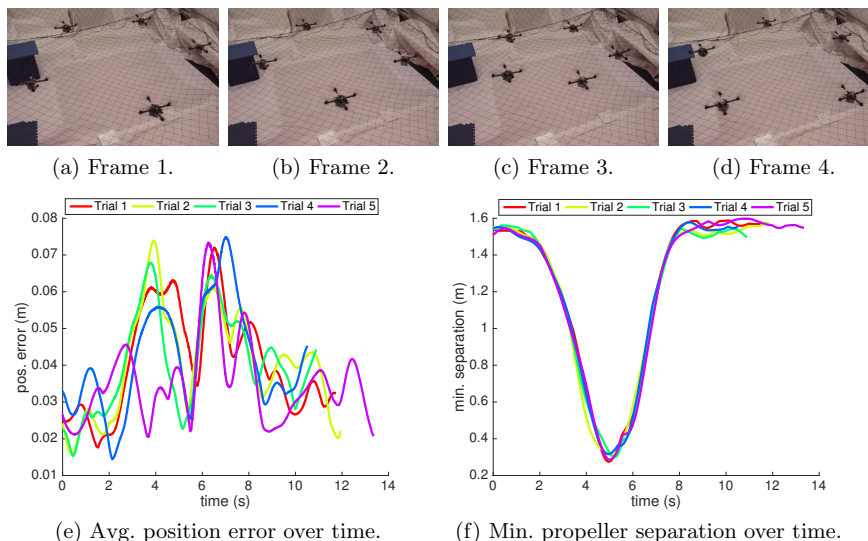 (a) Frame 1.
(b) Frame 2.
(c) Frame 3.
(d) Frame 4.
Trial 1 Trial 2 Trial 3 Trial 4 Trial 5
0.08
0.07
0.06
0.05
0.04
0.03
0.02
0.01
pos. error (m)
0 2 4 6 8 10 12 14
time (s)
(e) Avg. position error over time.
Trial 1 Trial 2 Trial 3 Trial 4 Trial 5
1.6
1.4
1.2
1
0.8
0.6
0.4
0.2
min. separation (m)
0 2 4 6 8 10 12 14
time (s)
(f) Min. propeller separation over time.